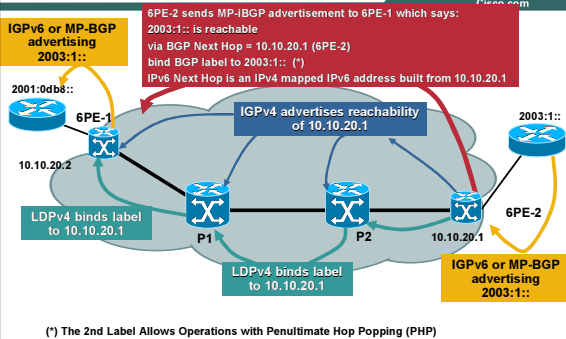 Cisco.com
6PE-2 sends MP-iBGP advertisement to 6PE-1 which says:
2003:1:: is reachable
via BGP Next Hop = 10.10.20.1 (6PE-2)
bind BGP label to 2003:1:: (*)
IPv6 Next Hop is an IPv4 mapped IPv6 address built from 10.10.20.1
IGPv6 or MP-BGP
advertising
2003:1::
2001:0db8::
6PE-1
10.10.20.2
IGPv4 advertises reachability
of 10.10.20.1
2003:1::
LDPv4 binds label
to 10.10.20.1
P1
P2
6PE-2
10.10.20.1
LDPv4 binds label
to 10.10.20.1
IGPv6 or MP-BGP
advertising
2003:1::
(*) The 2nd Label Allows Operations with Penultimate Hop Popping (PHP)